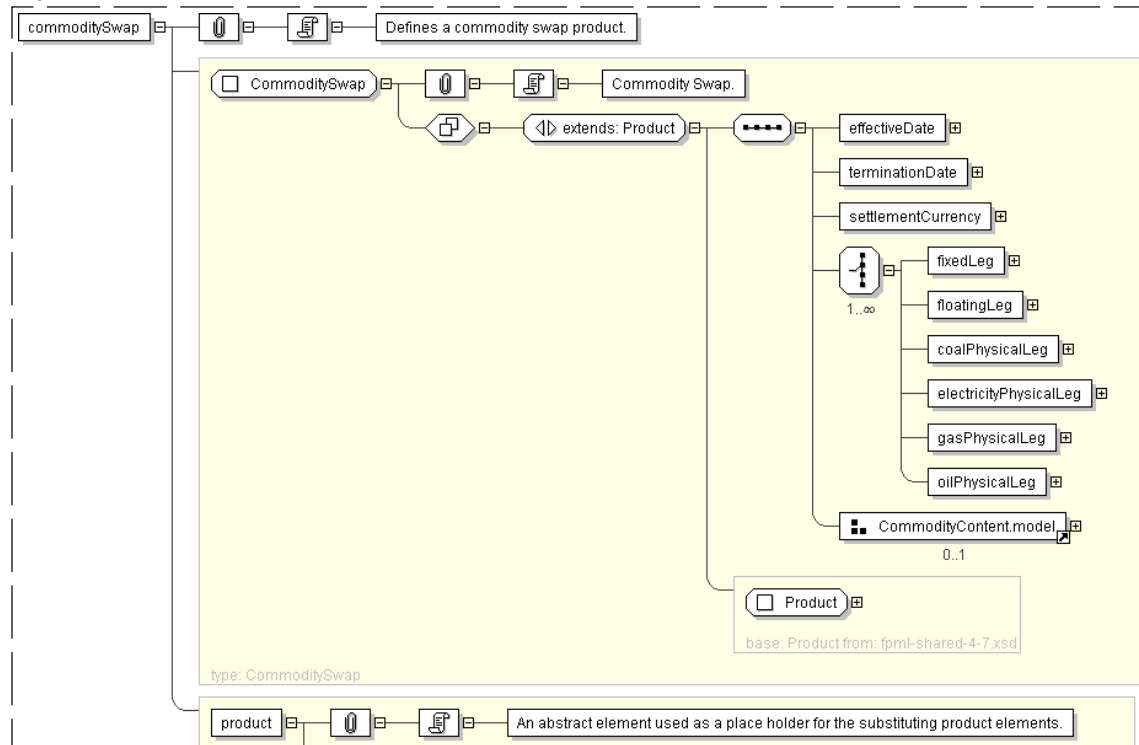 commoditySwap
Defines a commodity swap product.
CommoditySwap
Commodity Swap.
extends: Product
effectiveDate
terminationDate
settlementCurrency
fixedLeg
1..∞
floatingLeg
coalPhysicalLeg
electricityPhysicalLeg
gasPhysicalLeg
oilPhysicalLeg
CommodityContent.model
0..1
Product
base: Product from: fpml-shared-4-7.xsd
type: CommoditySwap
product
An abstract element used as a place holder for the substituting product elements.